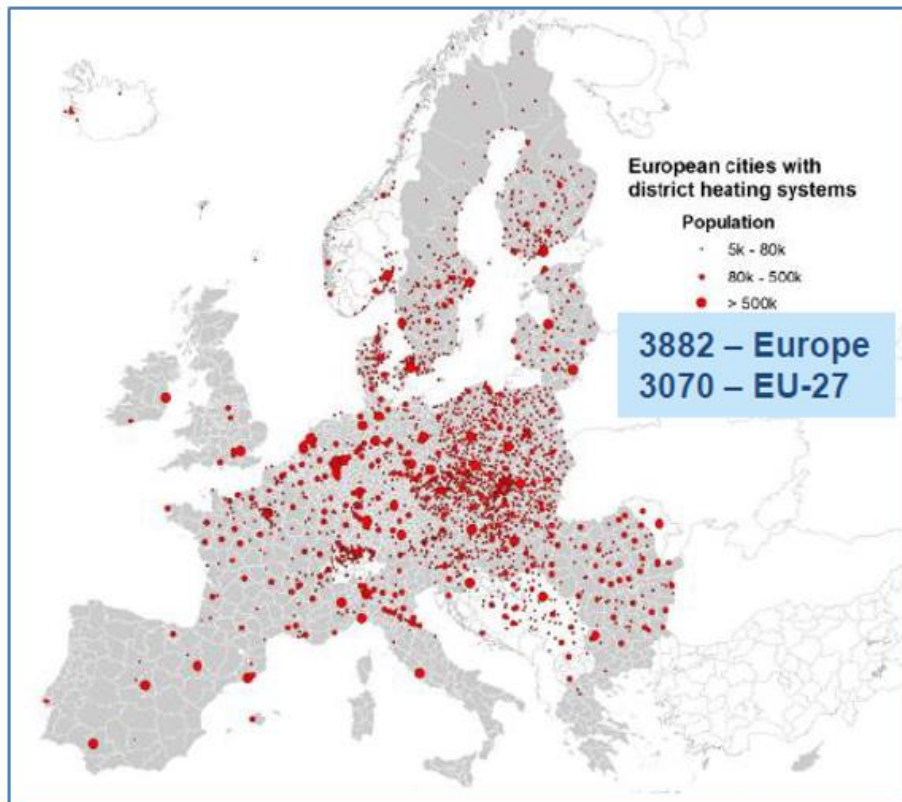 European cities with
district heating systems
Population
5k - 80k
80k - 500k
> 500k
3882 – Europe
3070 – EU-27